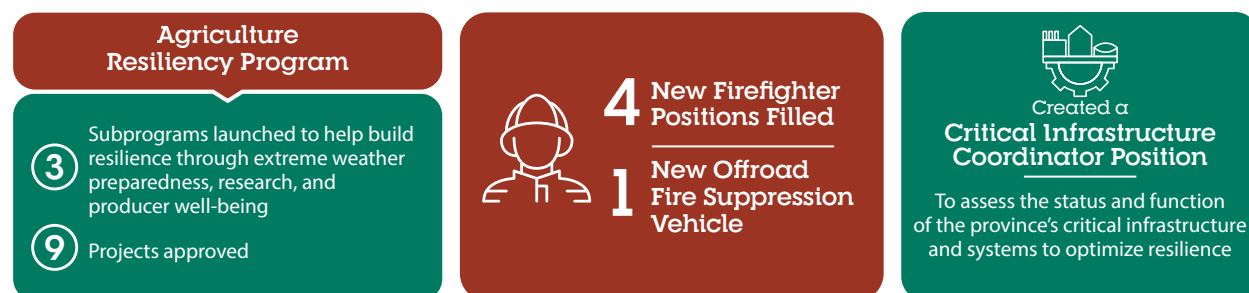 Agriculture
Resiliency Program
3
Subprograms launched to help build
resilience through extreme weather
preparedness, research, and
producer well-being
9
Projects approved
4
New Firefighter
Positions Filled
1
New Offroad
Fire Suppression
Vehicle
Created a
Critical Infrastructure
Coordinator Position
To assess the status and function
of the province’s critical infrastructure
and systems to optimize resilience